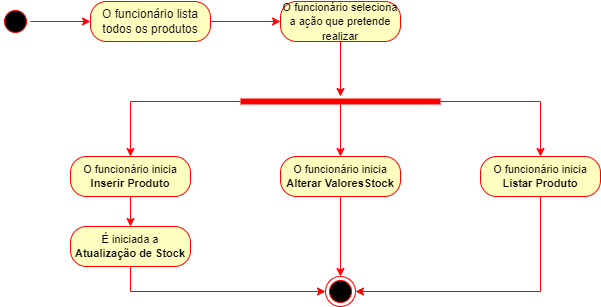 O funcionário lista
todos os produtos
O funcionário seleciona
a ação que pretende
realizar
O funcionário inicia
Inserir Produto
O funcionário inicia
Alterar ValoresStock
O funcionário inicia
Listar Produto
É iniciada a
Atualização de Stock